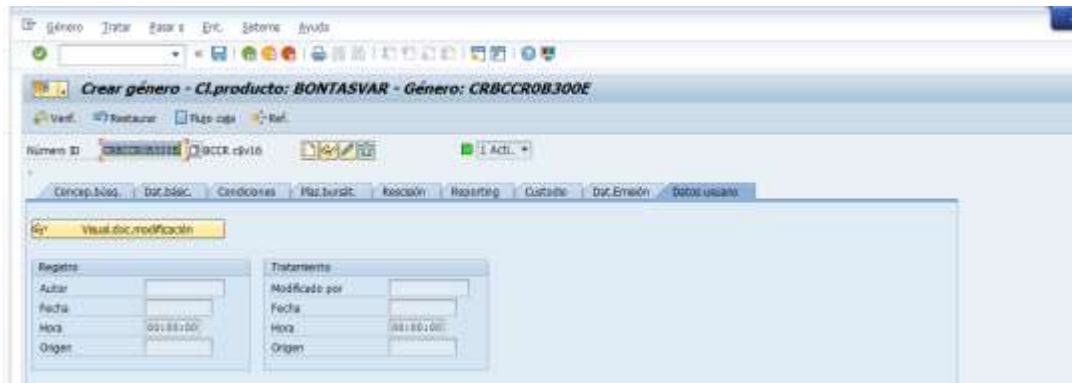 Género Tratar Pasar a Ent. Sistema Ayuda
Crear género - Cl.producto: BONTASVAR - Género: CRBCCR0B300E
Verif. Restaurar Flujo caja Ref.
Número ID BCCR c$v16 1 Acti.
Concep.búsq. Dat.básic. Condiciones Plaz.bursát. Rescisión Reporting Custodia Dat.Emisión Datos usuario
Visual.doc.modificación
Registro Tratamiento
Autor Modificado por
Fecha Fecha
Hora 00:00:00 Hora 00:00:00
Origen Origen